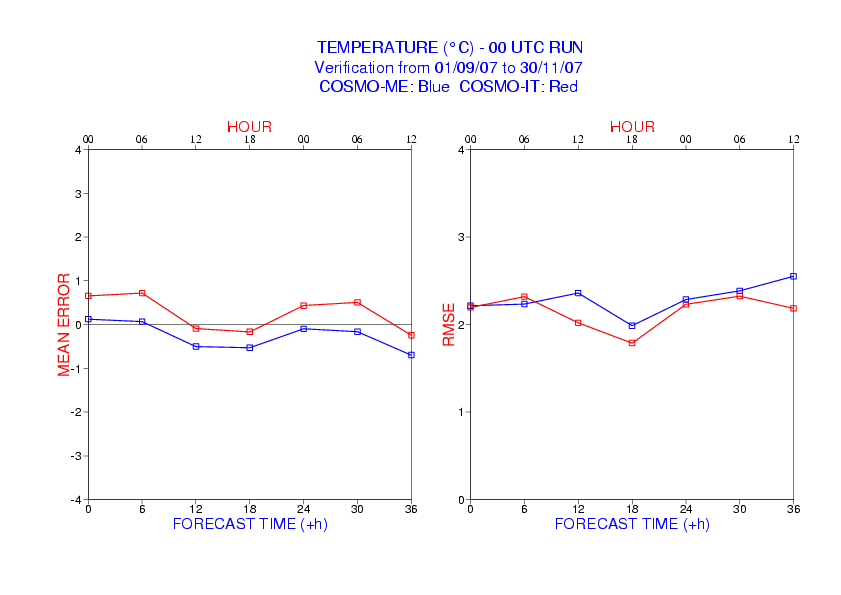 TEMPERATURE (°C) - 00 UTC RUN
Verification from 01/09/07 to 30/11/07
COSMO-ME: Blue COSMO-IT: Red
HOUR
00 06 12 18 00 06 12
4
3
2
1
0
-1
-2
-3
-4
MEAN ERROR
0 6 12 18 24 30 36
FORECAST TIME (+h)
HOUR
00 06 12 18 00 06 12
4
3
2
1
0
RMSE
0 6 12 18 24 30 36
FORECAST TIME (+h)